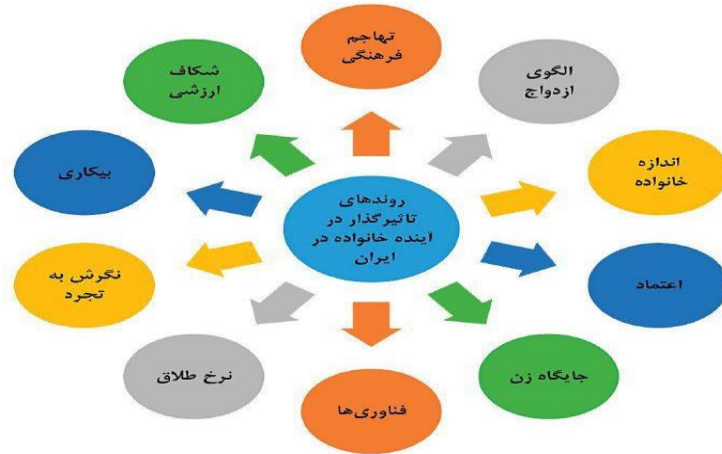 تهاجم
فرهنگی
الگوی
ازدواج
اندازه
خانواده
اعتماد
جایگاه زن
فناوری‌ها
نرخ طلاق
نگرش به
تجرد
بیکاری
شکاف
ارزشی
روندهای
تاثیرگذار در
آینده خانواده در
ایران